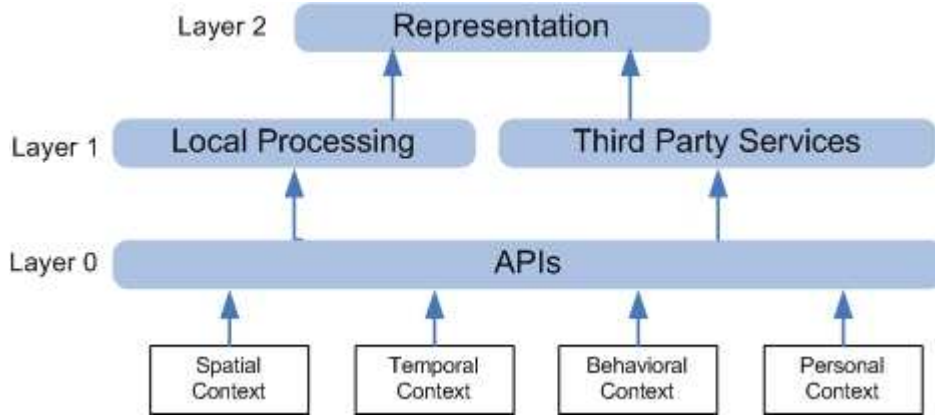 Layer 2
Representation
Layer 1
Local Processing
Third Party Services
Layer 0
APIs
Spatial
Context
Temporal
Context
Behavioral
Context
Personal
Context